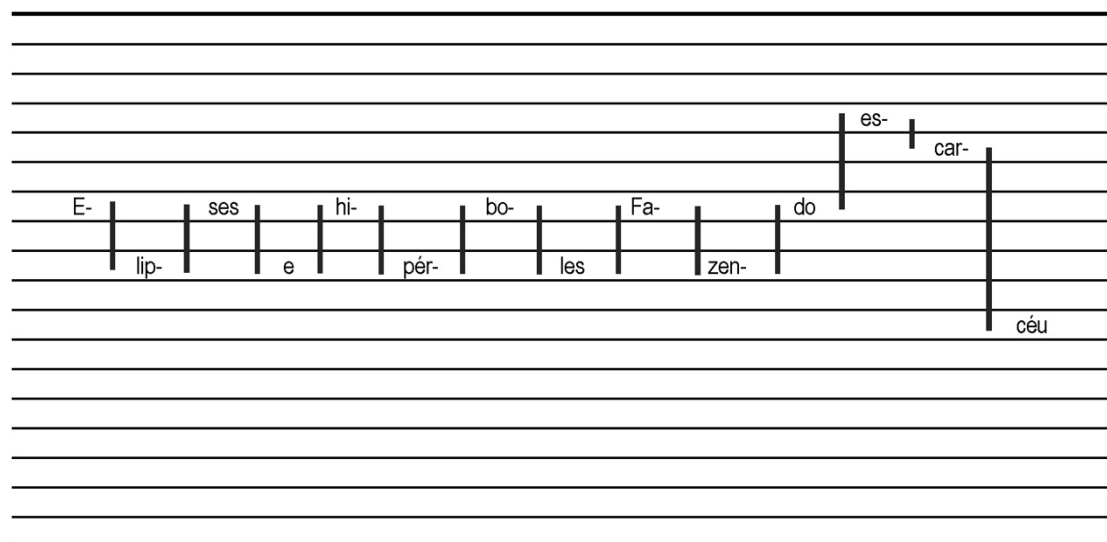 E- lip- ses e hi- pér- bo- les Fa- zen- do es- car- céu